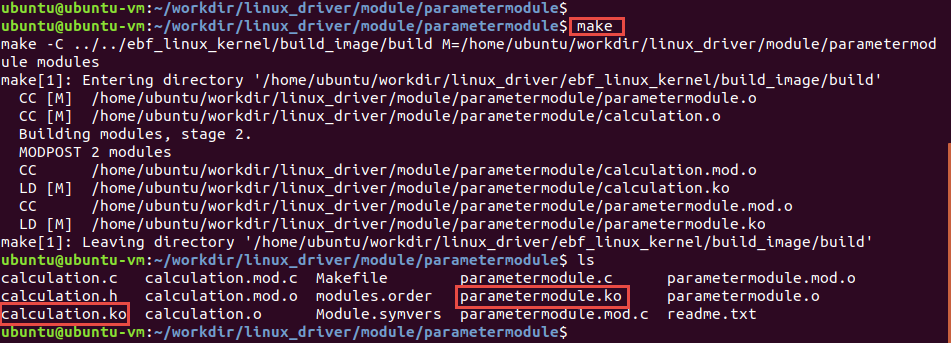 ubuntu@ubuntu-vm:~/workdir/linux_driver/module/parametermodule$
ubuntu@ubuntu-vm:~/workdir/linux_driver/module/parametermodule$ make
make -C ../../ebf_linux_kernel/build_image/build M=/home/ubuntu/workdir/linux_driver/module/parametermod
ule modules
make[1]: Entering directory '/home/ubuntu/workdir/linux_driver/ebf_linux_kernel/build_image/build'
  CC [M]  /home/ubuntu/workdir/linux_driver/module/parametermodule/parametermodule.o
  CC [M]  /home/ubuntu/workdir/linux_driver/module/parametermodule/calculation.o
  Building modules, stage 2.
  MODPOST 2 modules
  CC      /home/ubuntu/workdir/linux_driver/module/parametermodule/calculation.mod.o
  LD [M]  /home/ubuntu/workdir/linux_driver/module/parametermodule/calculation.ko
  CC      /home/ubuntu/workdir/linux_driver/module/parametermodule/parametermodule.mod.o
  LD [M]  /home/ubuntu/workdir/linux_driver/module/parametermodule/parametermodule.ko
make[1]: Leaving directory '/home/ubuntu/workdir/linux_driver/ebf_linux_kernel/build_image/build'
ubuntu@ubuntu-vm:~/workdir/linux_driver/module/parametermodule$ ls
calculation.c   calculation.mod.c  Makefile        parametermodule.c      parametermodule.mod.o
calculation.h   calculation.mod.o  modules.order   parametermodule.ko     parametermodule.o
calculation.ko  calculation.o      Module.symvers  parametermodule.mod.c  readme.txt
ubuntu@ubuntu-vm:~/workdir/linux_driver/module/parametermodule$